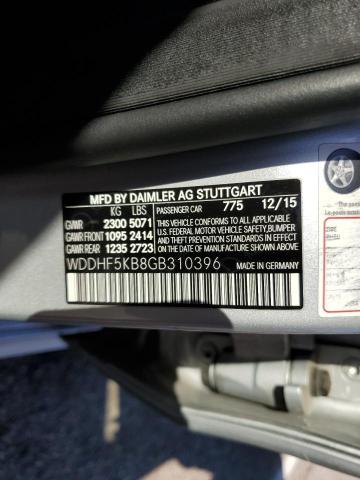 MFD BY DAIMLER AG STUTTGART
KG LBS PASSENGER CAR 775 12/15
GVWR 2300 5071 THIS VEHICLE CONFORMS TO ALL APPLICABLE
GAWR FRONT 1095 2414 U.S. FEDERAL MOTOR VEHICLE SAFETY,BUMPER
GAWR REAR 1235 2723 AND THEFT PREVENTION STANDARDS IN EFFECT
ON THE DATE OF MANUFACTURE SHOWN ABOVE.
WDDHF5KB8GB310396 MADE IN GERMANY